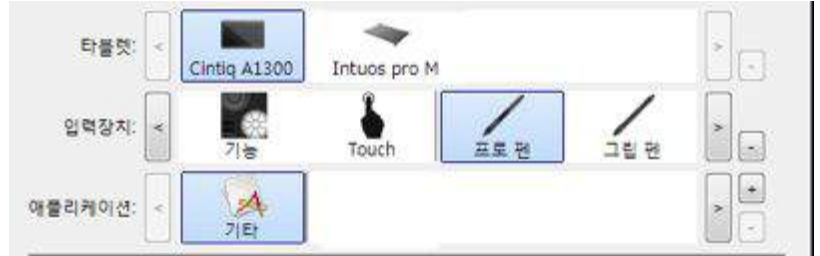 타블렛: < Cintiq A1300 Intuos pro M > -
입력장치: < 기능 Touch 프로 펜 그립 펜 > -
애플리케이션: < 기타 > + -